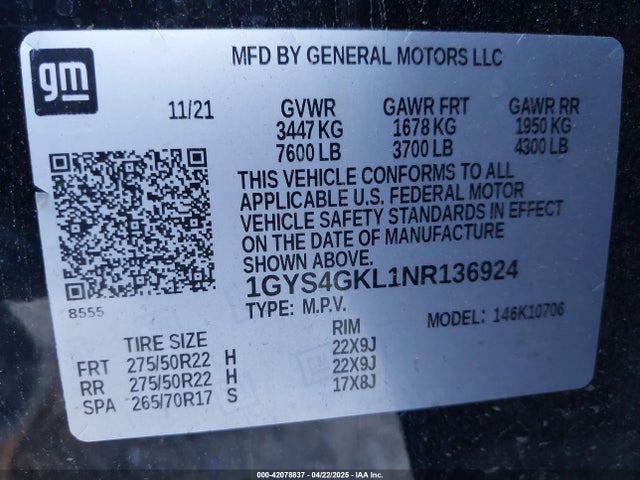 gm
MFD BY GENERAL MOTORS LLC
11/21 GVWR GAWR FRT GAWR RR
3447 KG 1678 KG 1950 KG
7600 LB 3700 LB 4300 LB
THIS VEHICLE CONFORMS TO ALL
APPLICABLE U.S. FEDERAL MOTOR
VEHICLE SAFETY STANDARDS IN EFFECT
ON THE DATE OF MANUFACTURE
SHOWN ABOVE.
1GYS4GKL1NR136924
8555
TYPE: M.P.V. MODEL: 146K10706
TIRE SIZE RIM
FRT 275/50R22 H 22X9J
RR 275/50R22 H 22X9J
SPA 265/70R17 S 17X8J
000-42078837 - 04/22/2025 - IAA Inc.